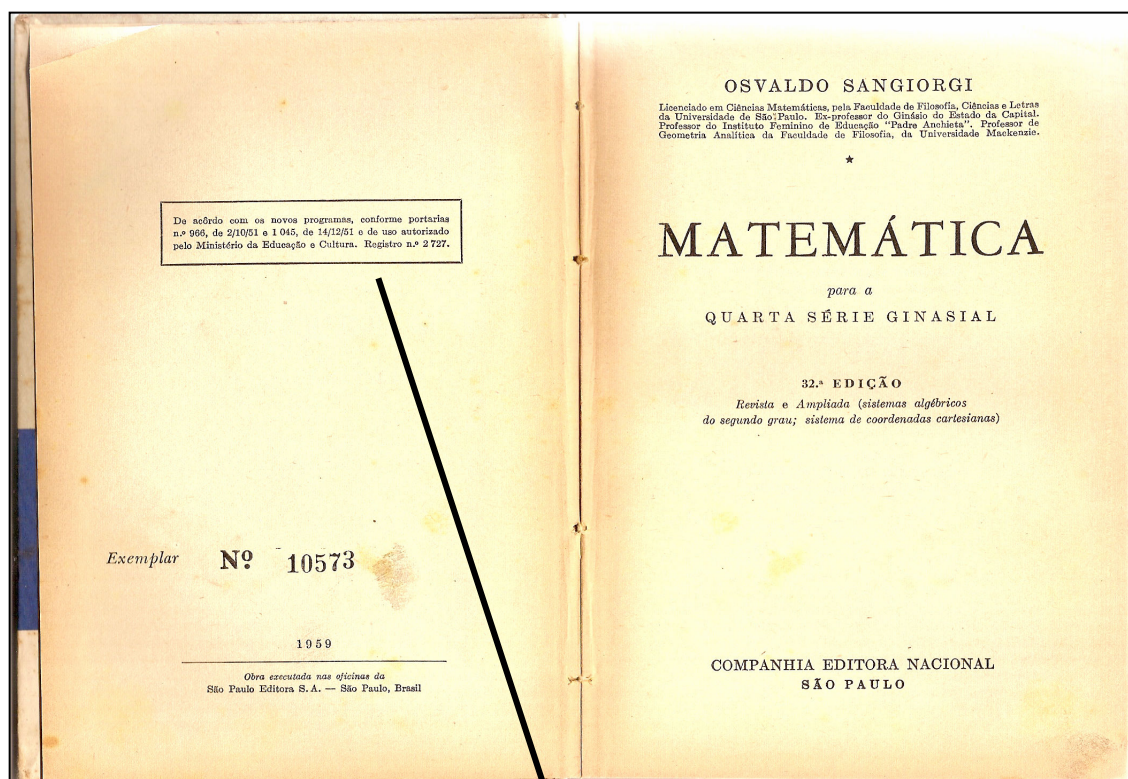 De acôrdo com os novos programas, conforme portarias
n.º 966, de 2/10/51 e 1 045, de 14/12/51 e de uso autorizado
pelo Ministério da Educação e Cultura. Registro n.º 2 727.
Exemplar Nº 10573
1959
Obra executada nas oficinas da
São Paulo Editora S. A. — São Paulo, Brasil
OSVALDO SANGIORGI
Licenciado em Ciências Matemáticas, pela Faculdade de Filosofia, Ciências e Letras
da Universidade de São Paulo. Ex-professor do Ginásio do Estado da Capital.
Professor do Instituto Feminino de Educação "Padre Anchieta". Professor de
Geometria Analítica da Faculdade de Filosofia, da Universidade Mackenzie.
MATEMÁTICA
para a
QUARTA SÉRIE GINASIAL
32.ª EDIÇÃO
Revista e Ampliada (sistemas algébricos
do segundo grau; sistema de coordenadas cartesianas)
COMPANHIA EDITORA NACIONAL
SÃO PAULO